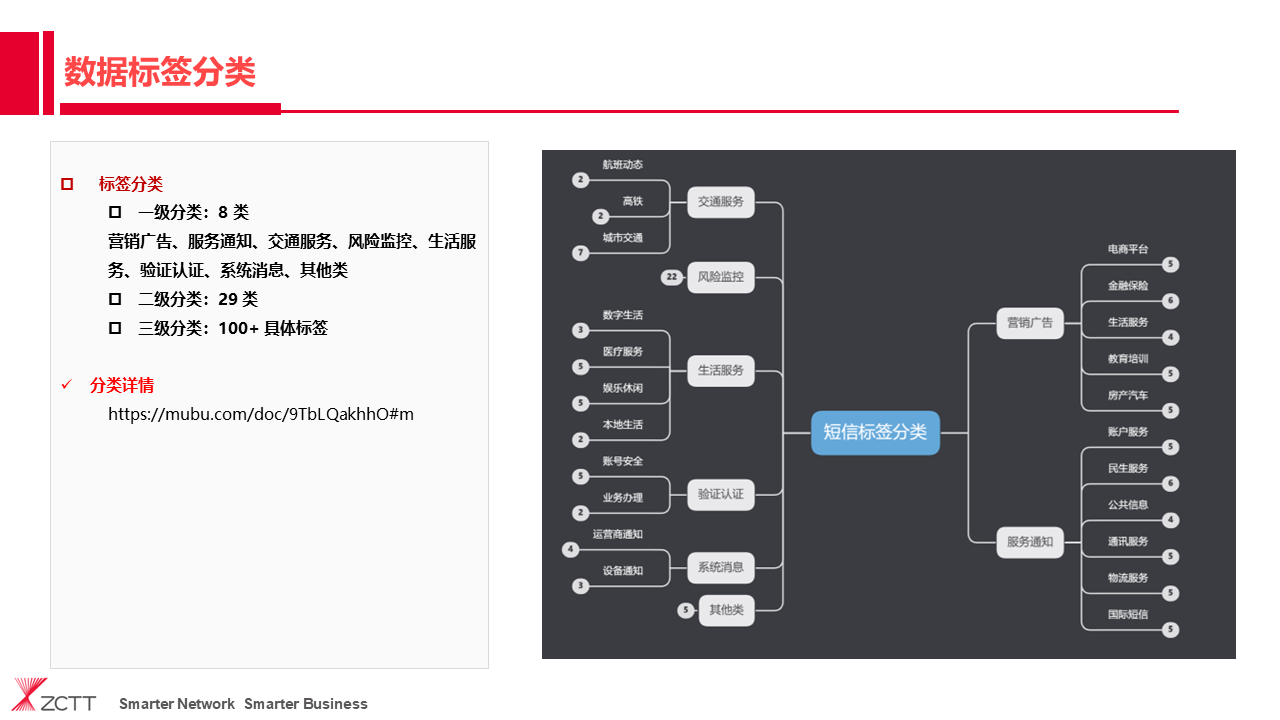 数据标签分类
标签分类
一级分类：8 类
营销广告、服务通知、交通服务、风险监控、生活服
务、验证认证、系统消息、其他类
二级分类：29 类
三级分类：100+ 具体标签
分类详情
https://mubu.com/doc/9TbLQakhhO#m
航班动态
2
高铁
2
城市交通
7
交通服务
22
风险监控
数字生活
3
医疗服务
5
娱乐休闲
5
本地生活
2
生活服务
账号安全
5
业务办理
2
验证认证
运营商通知
4
设备通知
3
系统消息
5
其他类
短信标签分类
营销广告
电商平台
5
金融保险
6
生活服务
4
教育培训
5
房产汽车
5
服务通知
账户服务
5
民生服务
6
公共信息
4
通讯服务
5
物流服务
5
国际短信
5
ZCTT
Smarter Network  Smarter Business